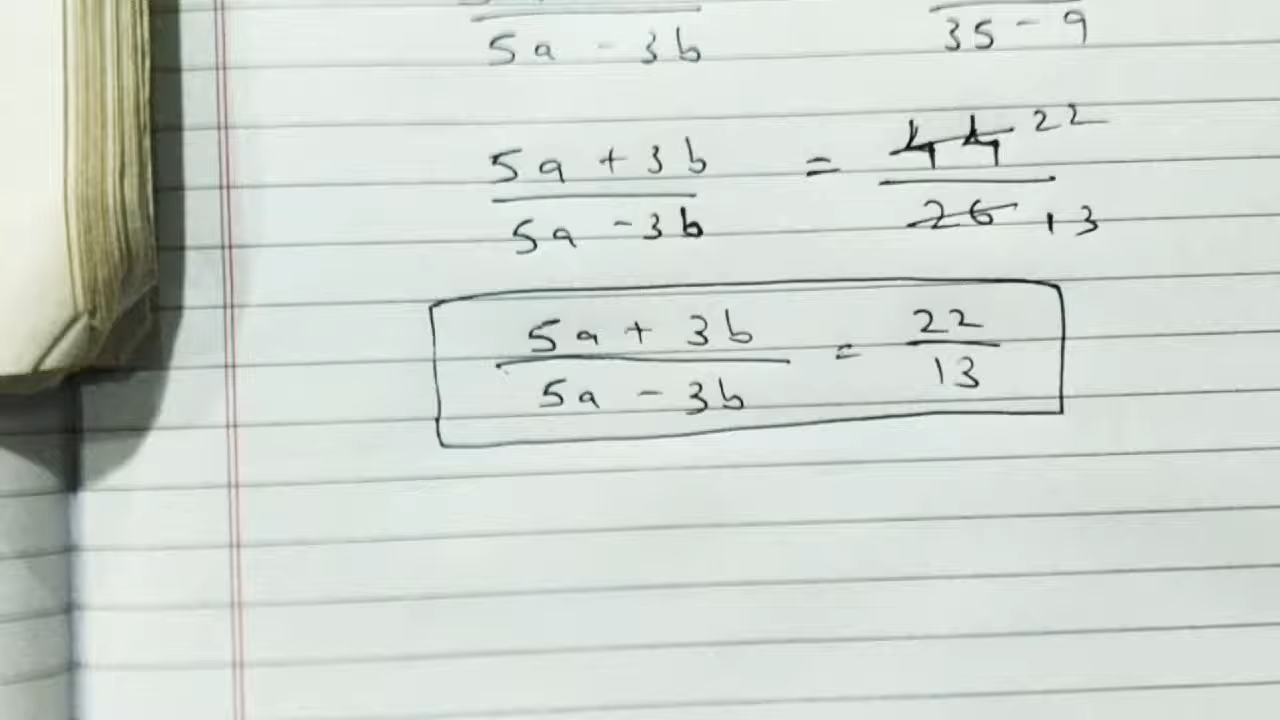 5a - 3b 35 - 9
5a + 3b = 44 22
5a - 3b 26 13
5a + 3b = 22
5a - 3b 13